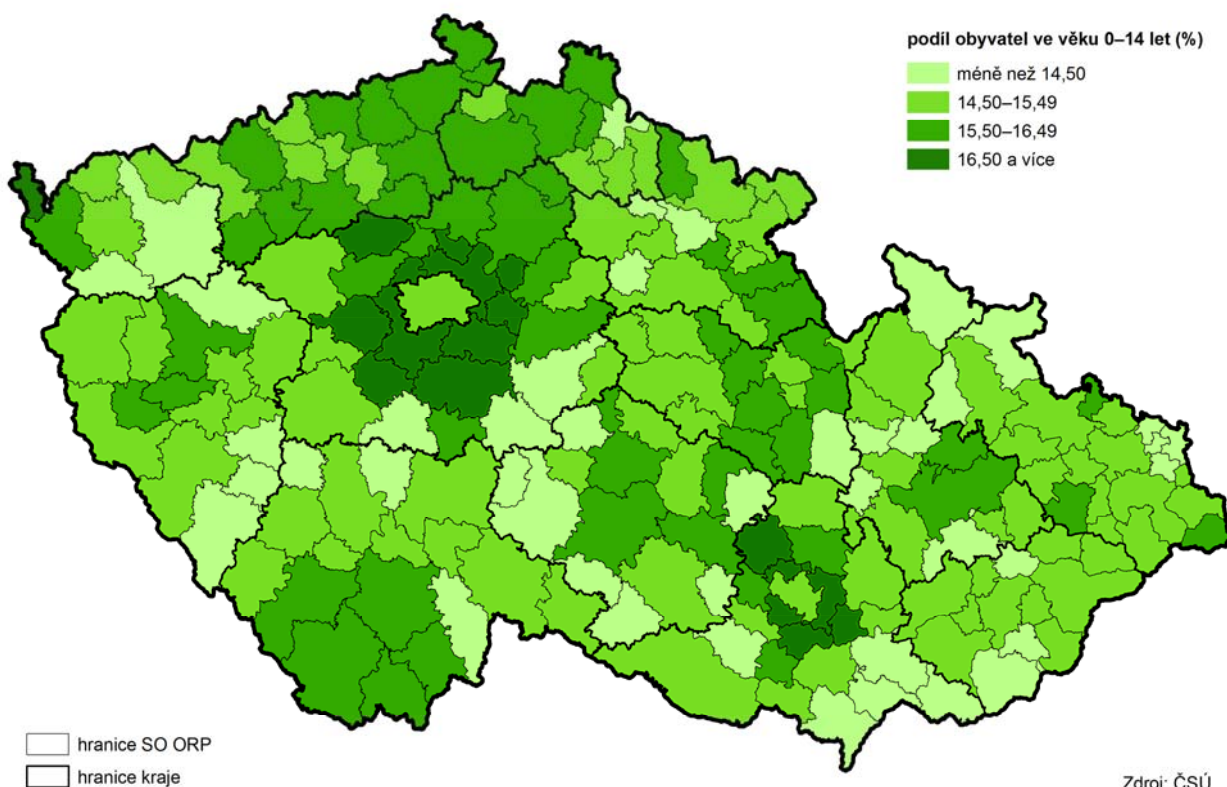 podíl obyvatel ve věku 0–14 let (%)
méně než 14,50
14,50–15,49
15,50–16,49
16,50 a více
hranice SO ORP
hranice kraje
Zdroj: ČSÚ